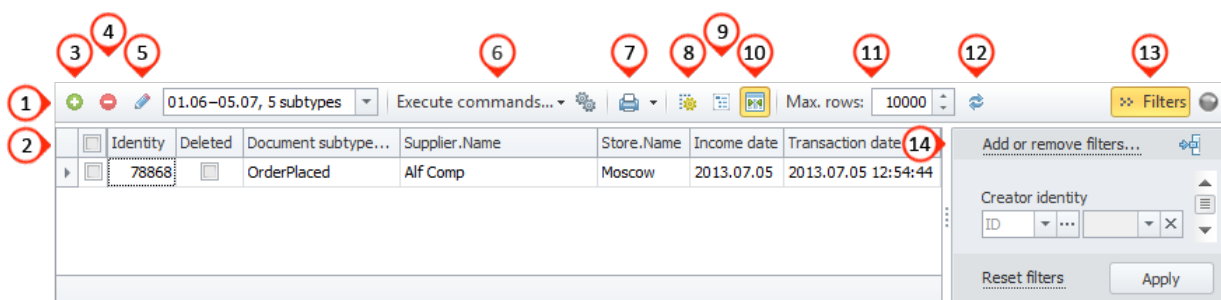 4 9
3 5 6 7 8 10 11 12 13
1 01.06–05.07, 5 subtypes Execute commands... Max. rows: 10000 >> Filters
2 Identity Deleted Document subtype... Supplier.Name Store.Name Income date Transaction date 14 Add or remove filters...
78868 OrderPlaced Alf Comp Moscow 2013.07.05 2013.07.05 12:54:44
Creator identity
ID ...
Reset filters Apply